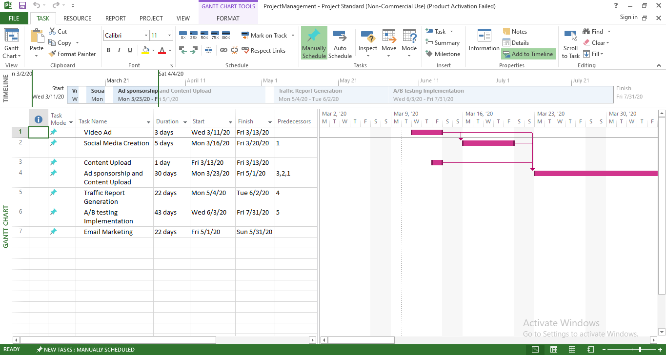 GANTT CHART TOOLS
ProjectManagement - Project Standard (Non-Commercial Use) (Product Activation Failed)
Sign in
FILE TASK RESOURCE REPORT PROJECT VIEW FORMAT
Gantt Chart
Paste
Cut
Copy
Format Painter
Calibri 11
B I U
Mark on Track
Respect Links
Manually Schedule
Auto Schedule
Inspect
Move
Mode
Task
Summary
Milestone
Information
Notes
Details
Add to Timeline
Scroll to Task
Find
Clear
Fill
View Clipboard Font Schedule Tasks Insert Properties Editing
TIMELINE
n 3/2/20 Sat 4/4/20
March 21 April 11 May 1 May 21 June 11 July 1 July 21
Start
Wed 3/11/20
Vi
W
Socia
Mon
Ad sponsorship and Content Upload
Mon 3/23/20 - Fri 5/1/20
Traffic Report Generation
Mon 5/4/20 - Tue 6/2/20
A/B testing Implementation
Wed 6/3/20 - Fri 7/31/20
Finish
Fri 7/31/20
GANTT CHART
Task Mode Task Name Duration Start Finish Predecessors
1 Video Ad 3 days Wed 3/11/20 Fri 3/13/20
2 Social Media Creation 5 days Mon 3/16/20 Fri 3/20/20 1
3 Content Upload 1 day Fri 3/13/20 Fri 3/13/20
4 Ad sponsorship and Content Upload 30 days Mon 3/23/20 Fri 5/1/20 3,2,1
5 Traffic Report Generation 22 days Mon 5/4/20 Tue 6/2/20 4
6 A/B testing Implementation 43 days Wed 6/3/20 Fri 7/31/20 5
7 Email Marketing 22 days Fri 5/1/20 Sun 5/31/20
Mar 2, '20 Mar 9, '20 Mar 16, '20 Mar 23, '20 Mar 30, '20
M T W T F S S M T W T F S S M T W T F S S M T W T F S S M T W T F
Activate Windows
Go to Settings to activate Windows.
READY NEW TASKS : MANUALLY SCHEDULED